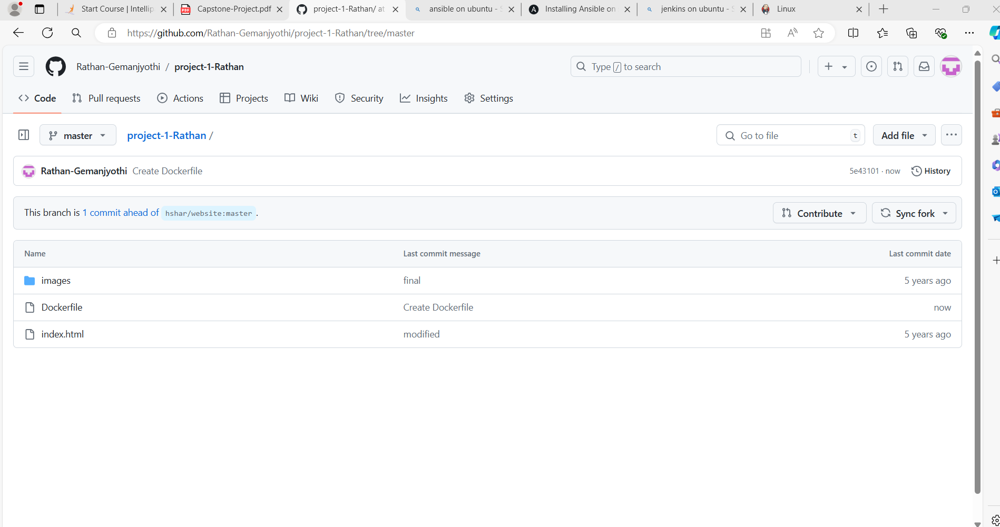 Start Course | Intellip
Capstone-Project.pdf
project-1-Rathan/ at
ansible on ubuntu - S
Installing Ansible on
jenkins on ubuntu - S
Linux
https://github.com/Rathan-Gemanjyothi/project-1-Rathan/tree/master
Rathan-Gemanjyothi / project-1-Rathan
Type / to search
Code
Pull requests
Actions
Projects
Wiki
Security
Insights
Settings
master
project-1-Rathan /
Go to file
t
Add file
Rathan-Gemanjyothi Create Dockerfile
5e43101 · now
History
This branch is 1 commit ahead of hshar/website:master .
Contribute
Sync fork
Name
Last commit message
Last commit date
images
final
5 years ago
Dockerfile
Create Dockerfile
now
index.html
modified
5 years ago